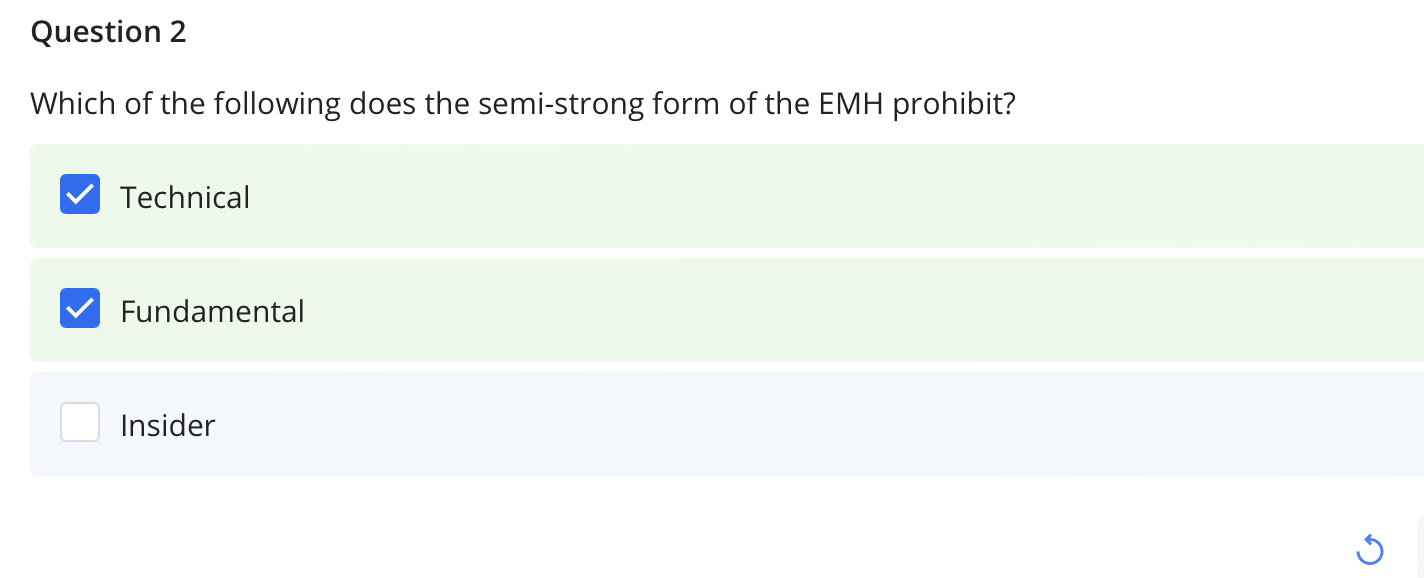 Question 2
Which of the following does the semi-strong form of the EMH prohibit?
Technical
Fundamental
Insider